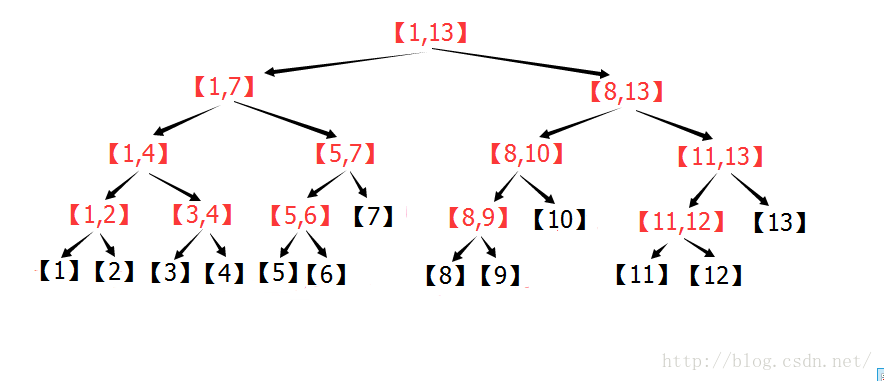 【1,13】
【1,7】 【8,13】
【1,4】 【5,7】 【8,10】 【11,13】
【1,2】 【3,4】 【5,6】 【7】 【8,9】 【10】 【11,12】 【13】
【1】 【2】 【3】 【4】 【5】 【6】 【8】 【9】 【11】 【12】
http://blog.csdn.net/